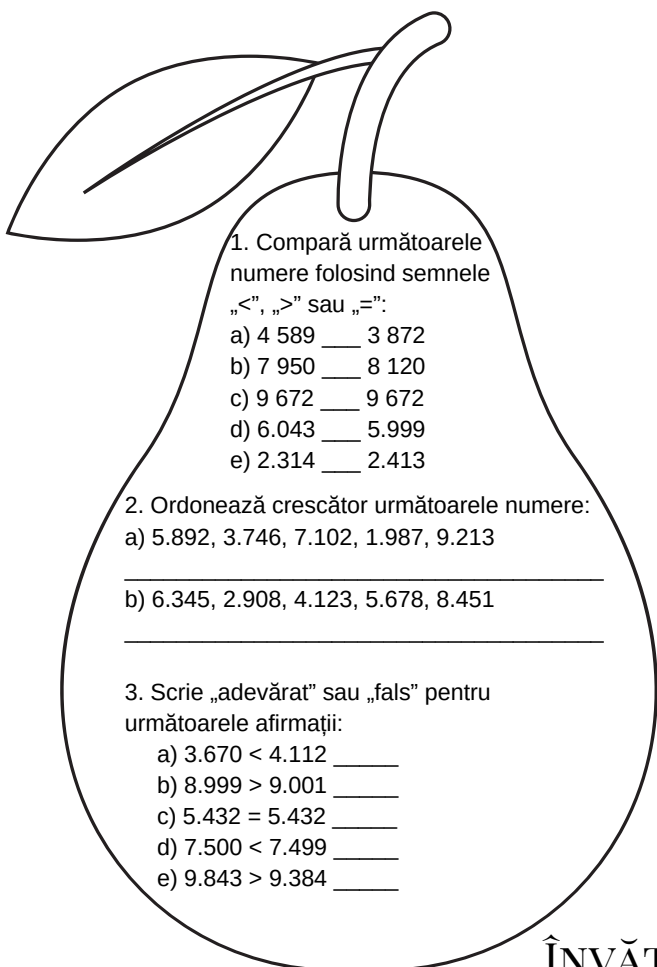 1. Compară următoarele
numere folosind semnele
„<”, „>” sau „=”:
a) 4 589 ___ 3 872
b) 7 950 ___ 8 120
c) 9 672 ___ 9 672
d) 6.043 ___ 5.999
e) 2.314 ___ 2.413
2. Ordonează crescător următoarele numere:
a) 5.892, 3.746, 7.102, 1.987, 9.213
_____________________________________
b) 6.345, 2.908, 4.123, 5.678, 8.451
_____________________________________
3. Scrie „adevărat” sau „fals” pentru
următoarele afirmații:
a) 3.670 < 4.112 _____
b) 8.999 > 9.001 _____
c) 5.432 = 5.432 _____
d) 7.500 < 7.499 _____
e) 9.843 > 9.384 _____